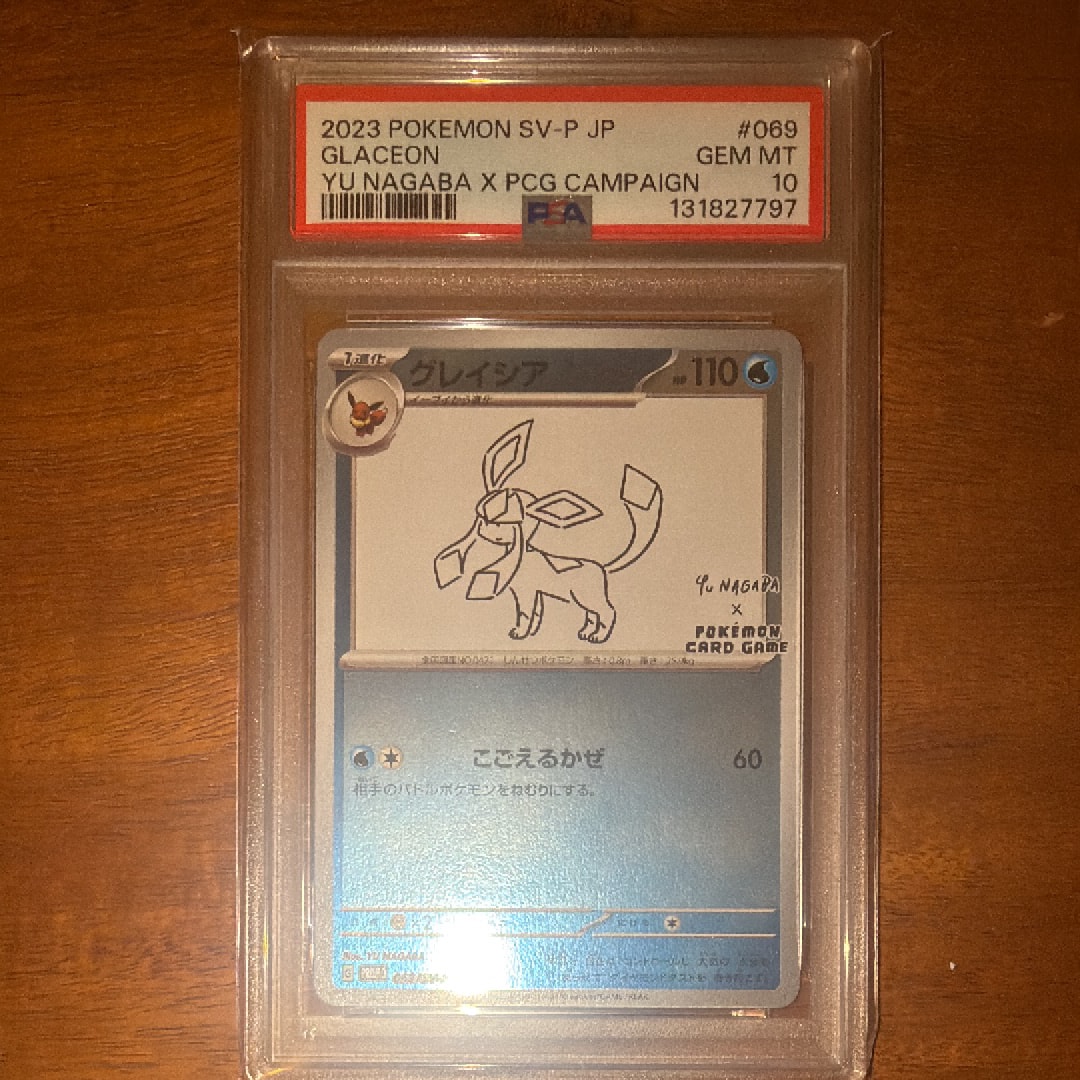 2023 POKEMON SV-P JP #069
GLACEON GEM MT
YU NAGABA X PCG CAMPAIGN 10
PSA 131827797
1進化 グレイシア HP 110
イーブイから進化
Yu NAGABA
×
POKÉMON
CARD GAME
こごえるかぜ 60
相手のバトルポケモンをねむりにする。
Illus. YU NAGABA